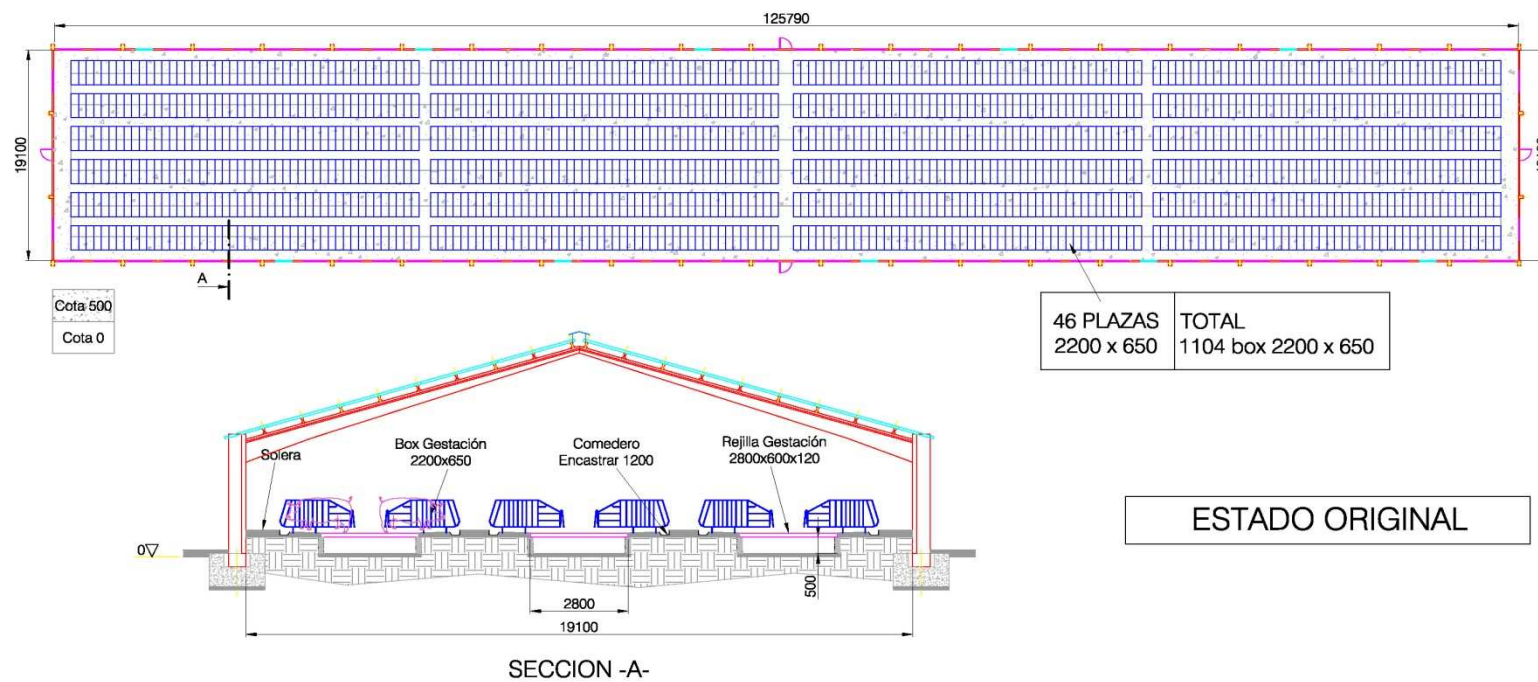 125790
19100
A
Cota 500
Cota 0
46 PLAZAS
2200 x 650
TOTAL
1104 box 2200 x 650
Solera
Box Gestación
2200x650
Comedero
Encastrar 1200
Rejilla Gestación
2800x600x120
ESTADO ORIGINAL
0
500
2800
19100
SECCION -A-